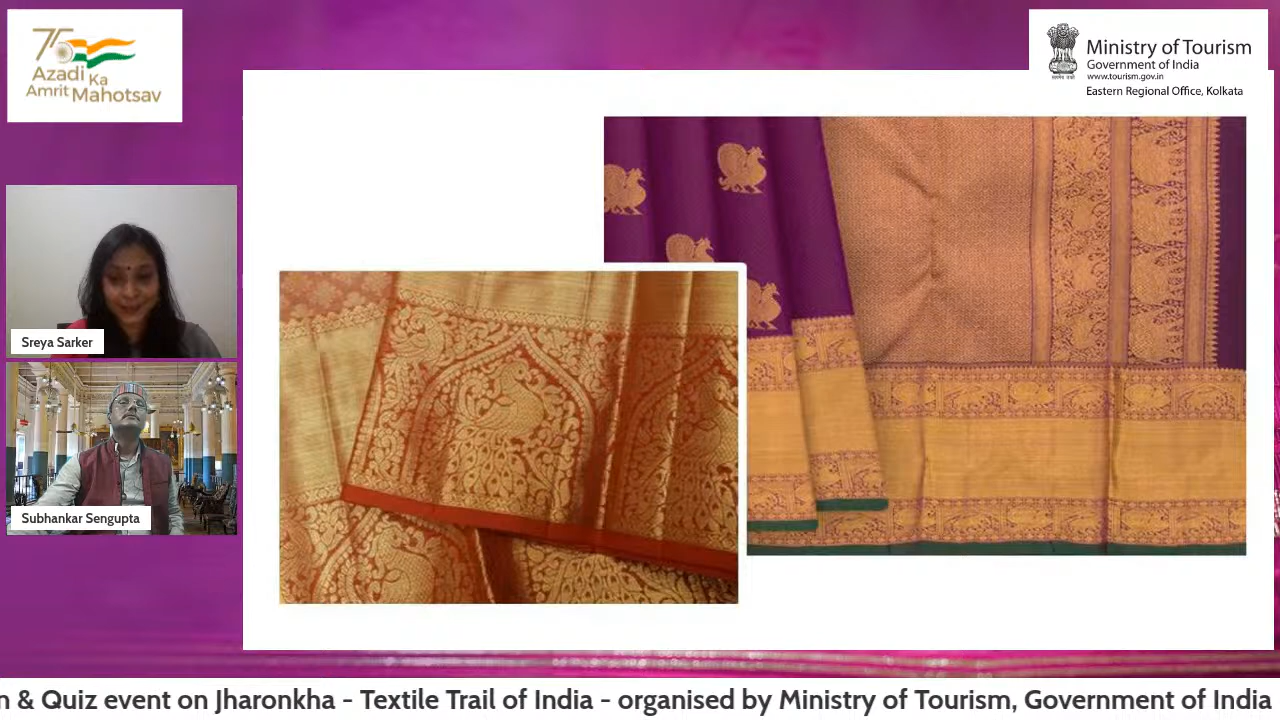 75
Azadi Ka
Amrit Mahotsav
Ministry of Tourism
Government of India
www.tourism.gov.in
Eastern Regional Office, Kolkata
Sreya Sarker
Subhankar Sengupta
n & Quiz event on Jharonkha - Textile Trail of India - organised by Ministry of Tourism, Government of India